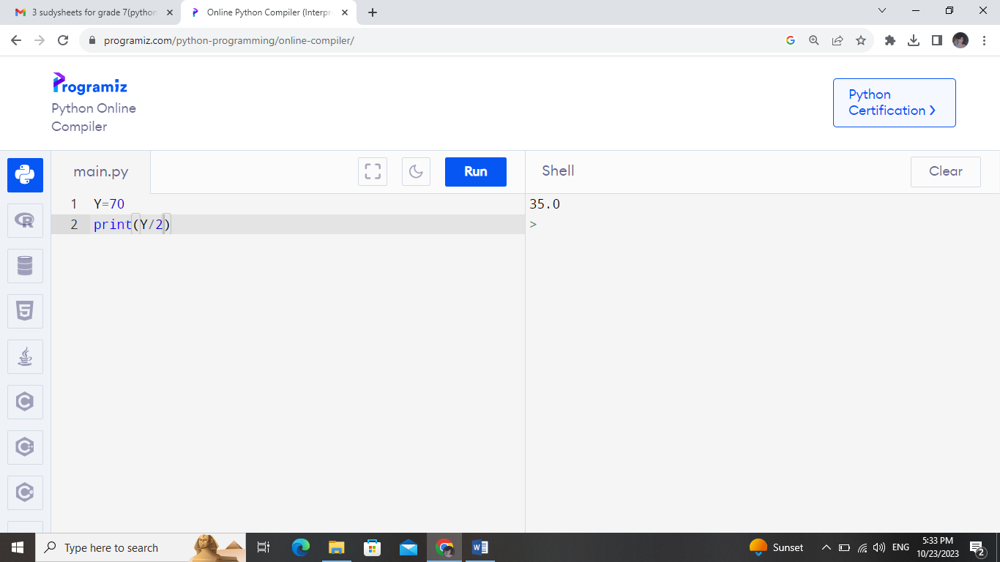 3 sudysheets for grade 7(python
Online Python Compiler (Interpr
programiz.com/python-programming/online-compiler/
Programiz
Python Online
Compiler
Python
Certification
main.py
Run
Shell
Clear
1 Y=70
2 print(Y/2)
35.0
>
Type here to search
Sunset
ENG
5:33 PM
10/23/2023
2